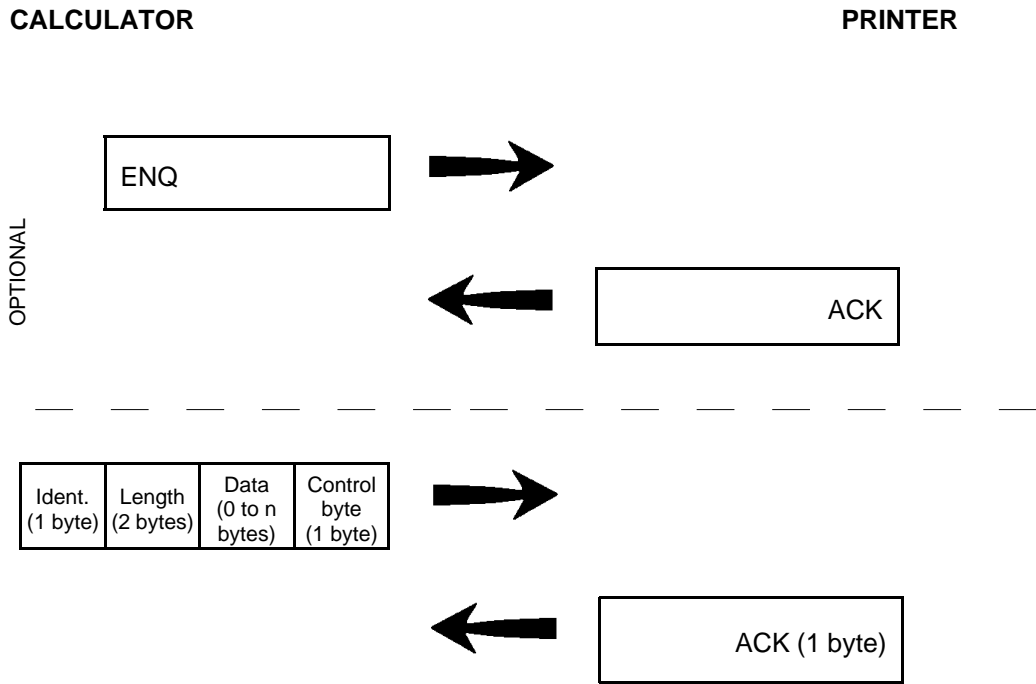 CALCULATOR
PRINTER
ENQ
OPTIONAL
ACK
Ident.
(1 byte)
Length
(2 bytes)
Data
(0 to n
bytes)
Control
byte
(1 byte)
ACK (1 byte)